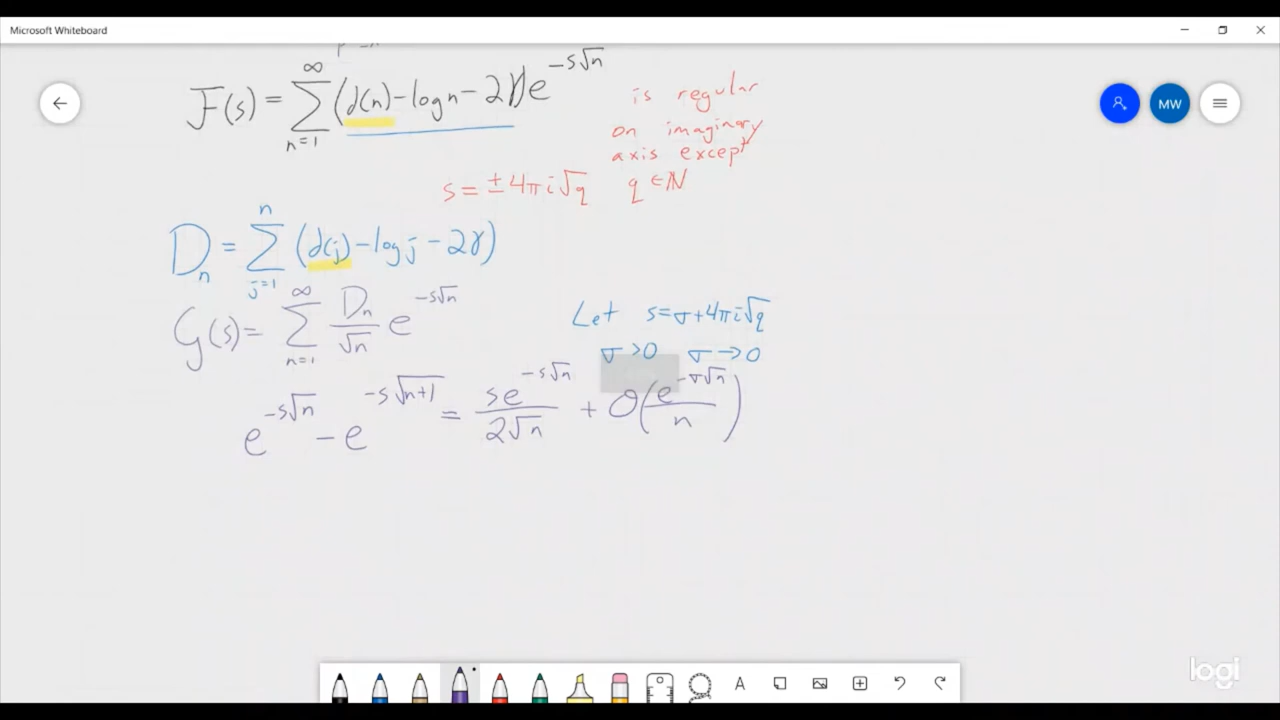 Microsoft Whiteboard
F(s) = ∑_{n=1}^{∞} (d(n) - log n - 2γ) e^{-s√n}
is regular
on imaginary
axis except
s = ±4πi√q q ∈ ℕ
D_n = ∑_{j=1}^{n} (d(j) - log j - 2γ)
G(s) = ∑_{n=1}^{∞} D_n/√n e^{-s√n}
Let s = σ + 4πi√q
σ > 0 σ → 0
e^{-s√n} - e^{-s√(n+1)} = se^{-s√n}/2√n + O(e^{-σ√n}/n)
MW
A
logi